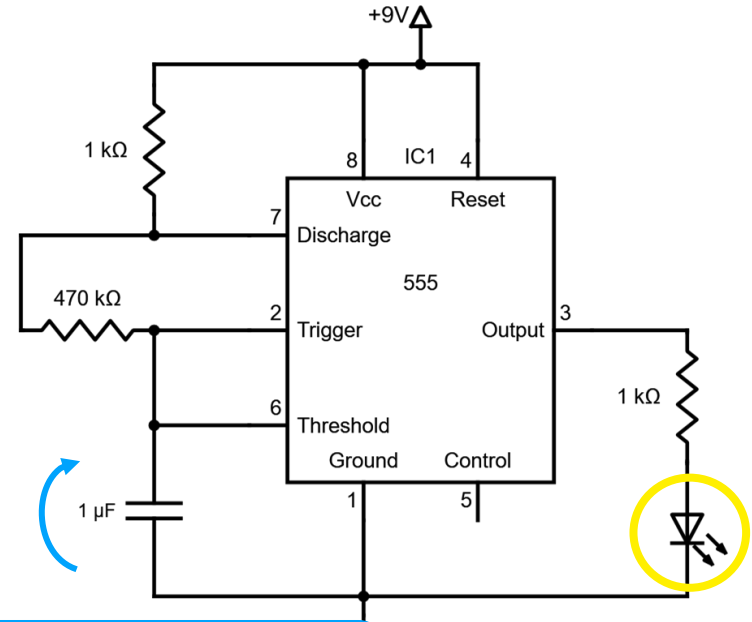 +9V
1 kΩ
8
IC1
4
Vcc
Reset
7
Discharge
555
470 kΩ
2
Trigger
Output
3
1 kΩ
6
Threshold
Ground
Control
1 µF
1
5